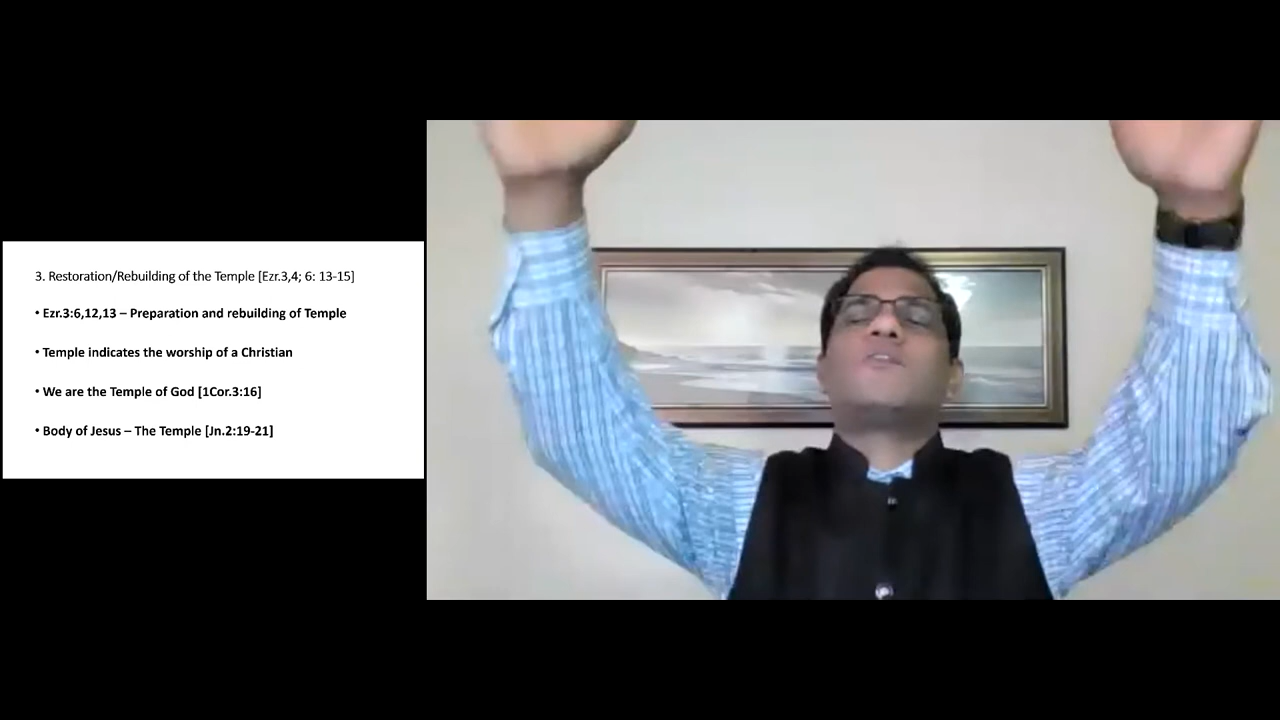 3. Restoration/Rebuilding of the Temple [Ezr.3,4; 6: 13-15]
• Ezr.3:6,12,13 – Preparation and rebuilding of Temple
• Temple indicates the worship of a Christian
• We are the Temple of God [1Cor.3:16]
• Body of Jesus – The Temple [Jn.2:19-21]